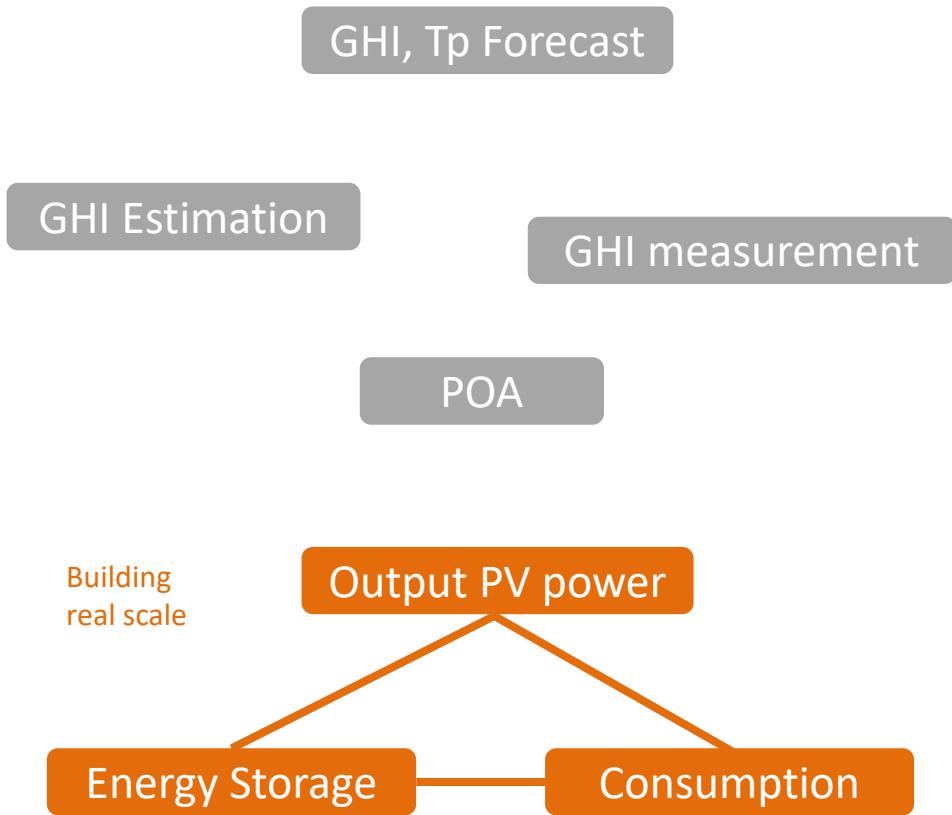 GHI, Tp Forecast
GHI Estimation
GHI measurement
POA
Building
real scale
Output PV power
Energy Storage
Consumption